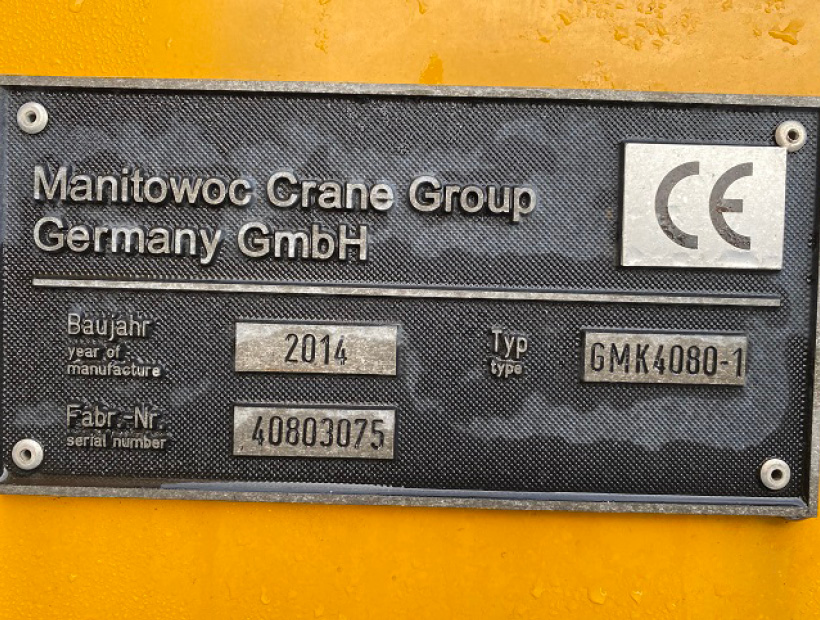 Manitowoc Crane Group
Germany GmbH
CE
Baujahr
year of
manufacture
2014
Typ
type
GMK4080-1
Fabr.-Nr.
serial number
40803075